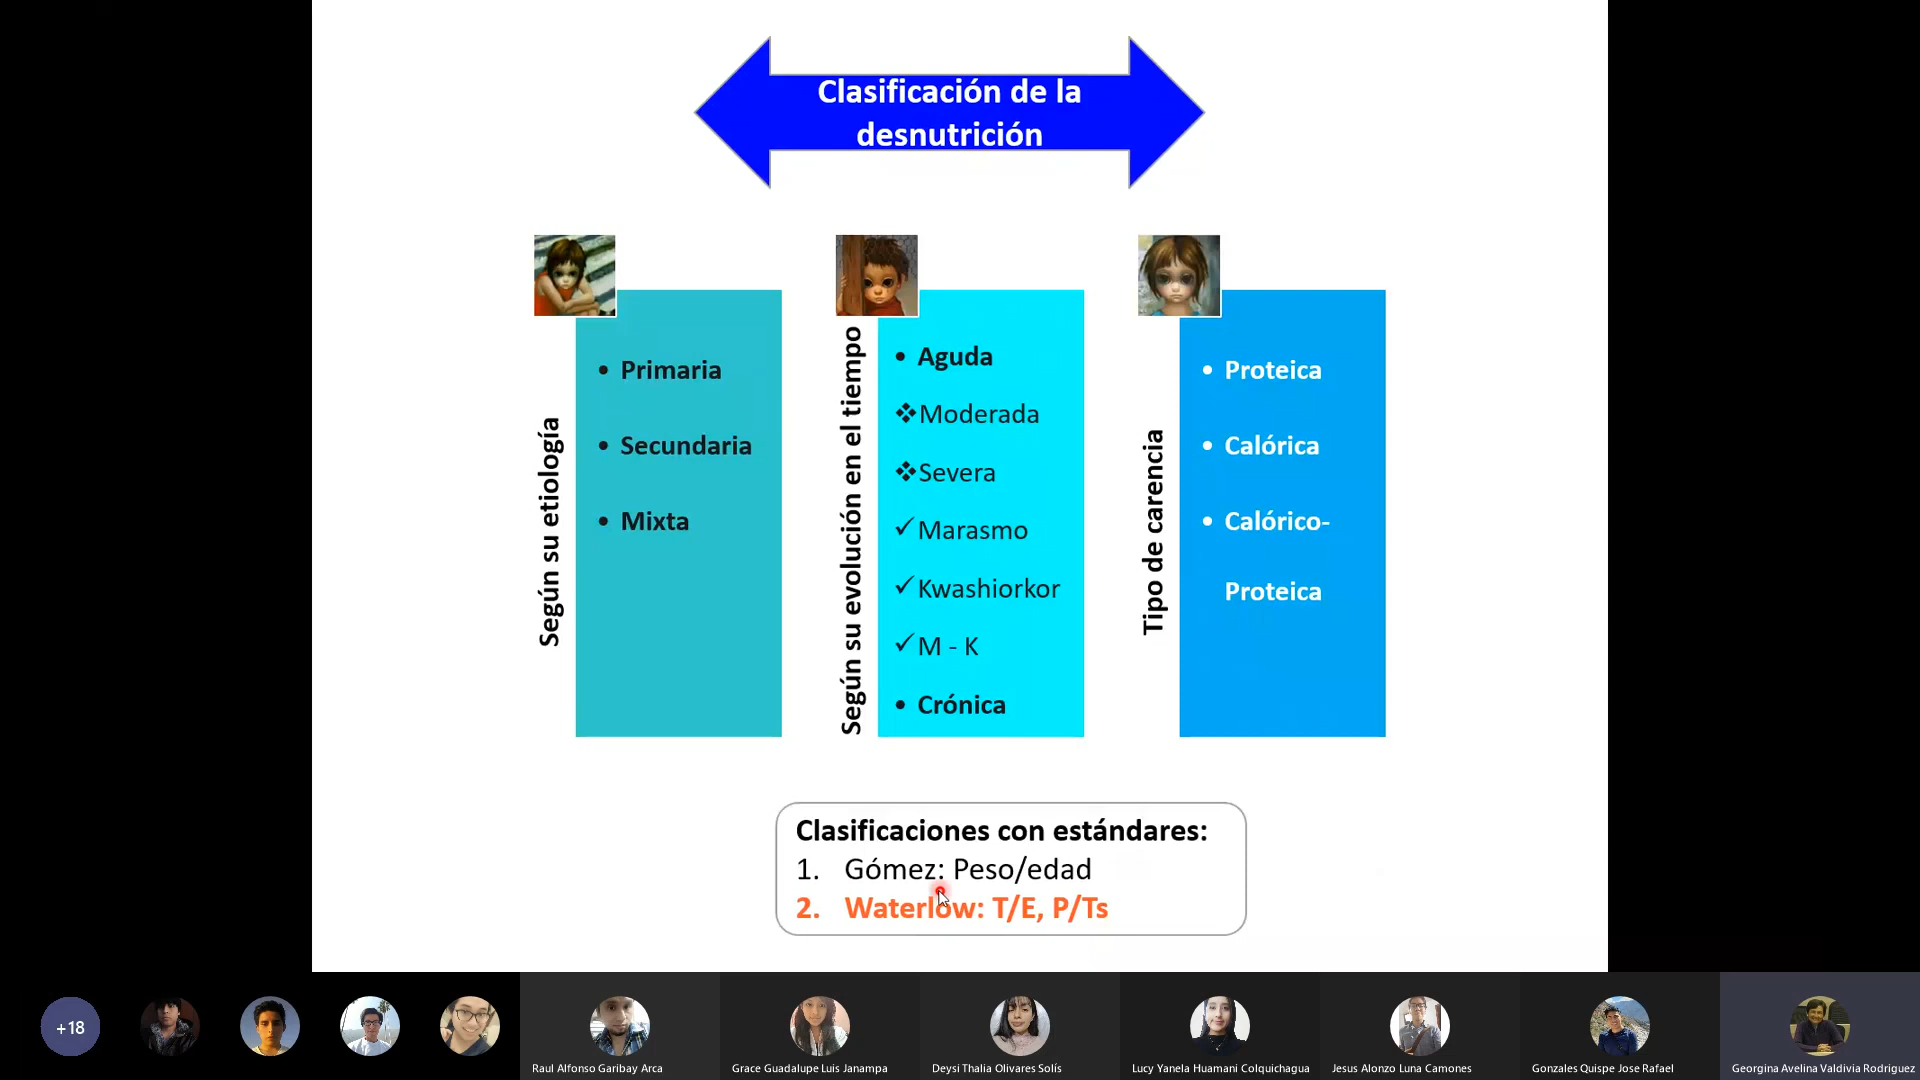 Clasificación de la
desnutrición
Según su etiología
• Primaria
• Secundaria
• Mixta
Según su evolución en el tiempo
• Aguda
❖Moderada
❖Severa
✓Marasmo
✓Kwashiorkor
✓M - K
• Crónica
Tipo de carencia
• Proteica
• Calórica
• Calórico-
Proteica
Clasificaciones con estándares:
1. Gómez: Peso/edad
2. Waterlow: T/E, P/Ts
+18
Raul Alfonso Garibay Arca
Grace Guadalupe Luis Janampa
Deysi Thalia Olivares Solís
Lucy Yanela Huamani Colquichagua
Jesus Alonzo Luna Camones
Gonzales Quispe Jose Rafael
Georgina Avelina Valdivia Rodriguez